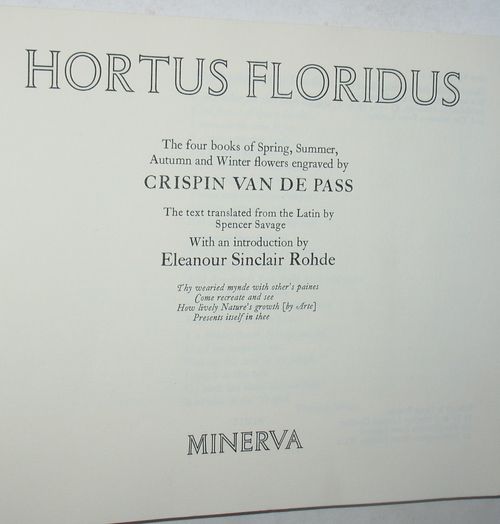 HORTUS FLORIDUS
The four books of Spring, Summer,
Autumn and Winter flowers engraved by
CRISPIN VAN DE PASS
The text translated from the Latin by
Spencer Savage
With an introduction by
Eleanour Sinclair Rohde
Thy wearied mynde with other's paines
Come recreate and see
How lively Nature's growth [by Arte]
Presents itself in thee
MINERVA